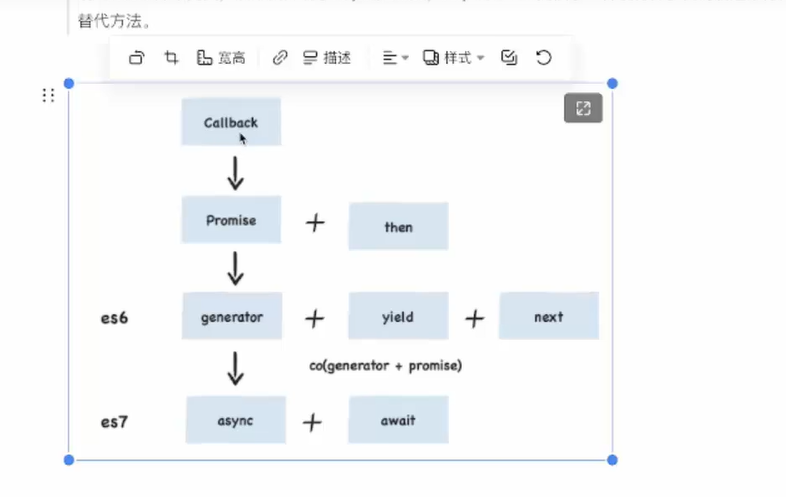 替代方法。
宽高 描述 样式
Callback
Promise + then
es6 generator + yield + next
co(generator + promise)
es7 async + await